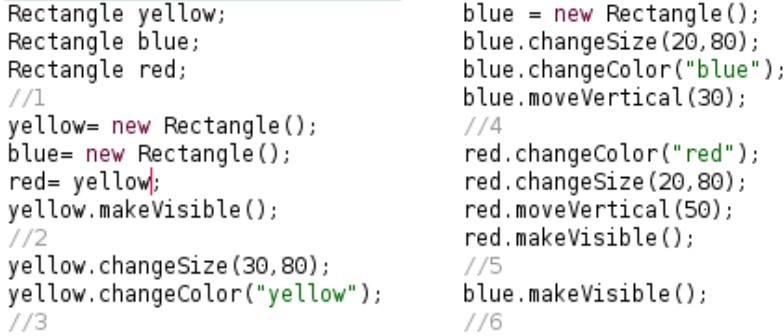 Rectangle yellow;
Rectangle blue;
Rectangle red;
//1
yellow= new Rectangle();
blue= new Rectangle();
red= yellow;
yellow.makeVisible();
//2
yellow.changeSize(30,80);
yellow.changeColor("yellow");
//3
blue = new Rectangle();
blue.changeSize(20,80);
blue.changeColor("blue");
blue.moveVertical(30);
//4
red.changeColor("red");
red.changeSize(20,80);
red.moveVertical(50);
red.makeVisible();
//5
blue.makeVisible();
//6